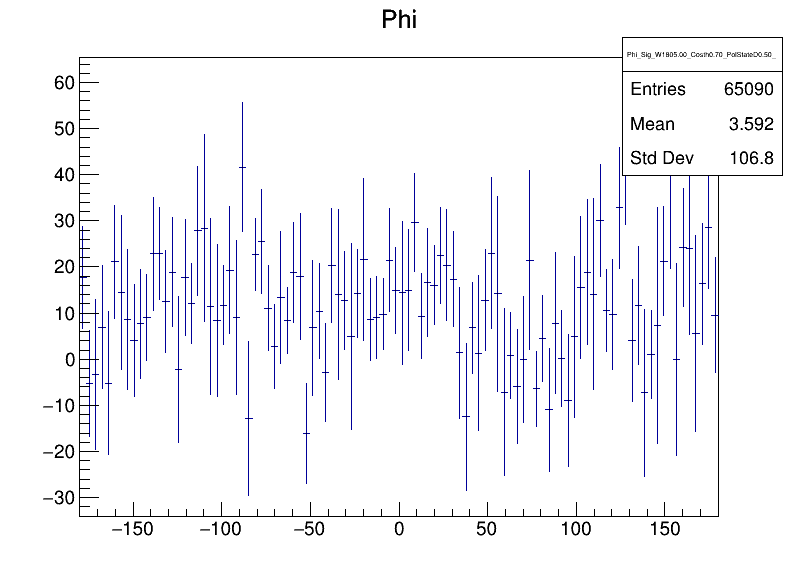 Phi
Phi_Sig_W1605.00_Costh0.70_PolStateD0.50_
Entries 65090
Mean 3.592
Std Dev 106.8
60
50
40
30
20
10
0
−10
−20
−30
−150 −100 −50 0 50 100 150